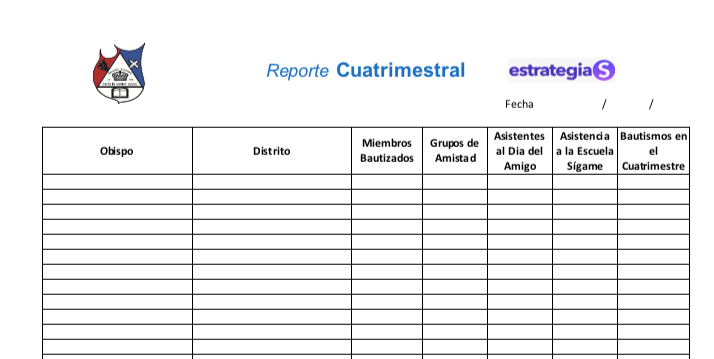 Reporte Cuatrimestral
estrategia S
Fecha / /
Obispo
Distrito
Miembros
Bautizados
Grupos de
Amistad
Asistentes
al Dia del
Amigo
Asistencia
a la Escuela
Sígame
Bautismos en
el
Cuatrimestre